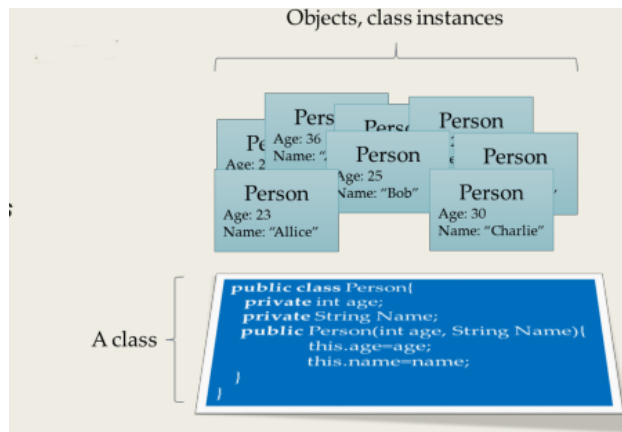 Objects, class instances
Person
Age: 36
Name:
Person
Person
Age: 25
Name: "Bob"
Person
Person
Age: 23
Name: "Allice"
Person
Age: 30
Name: "Charlie"
A class
public class Person{
private int age;
private String Name;
public Person(int age, String Name){
this.age=age;
this.name=name;
}
}